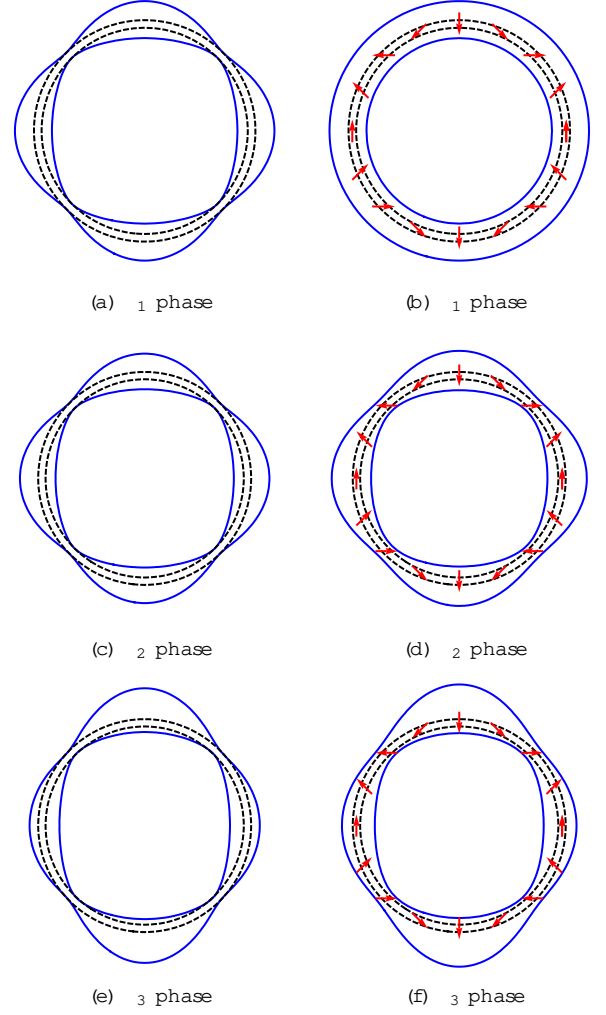 (a) ₁ phase
(b) ₁ phase
(c) ₂ phase
(d) ₂ phase
(e) ₃ phase
(f) ₃ phase